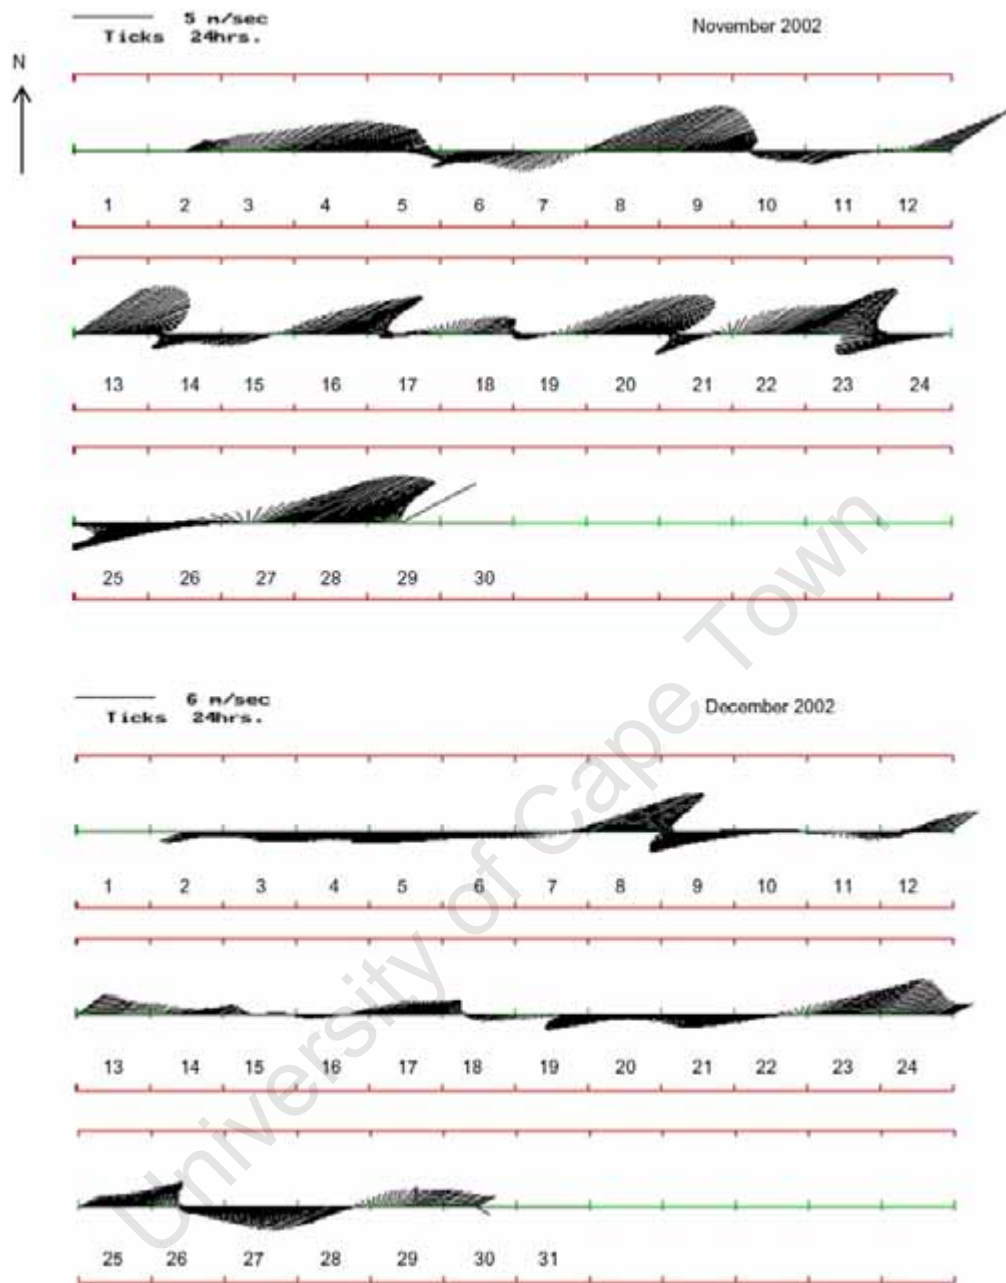 5 m/sec
Ticks 24hrs.
November 2002
N
1 2 3 4 5 6 7 8 9 10 11 12
13 14 15 16 17 18 19 20 21 22 23 24
25 26 27 28 29 30
6 m/sec
Ticks 24hrs.
December 2002
1 2 3 4 5 6 7 8 9 10 11 12
13 14 15 16 17 18 19 20 21 22 23 24
25 26 27 28 29 30 31
University of Cape Town